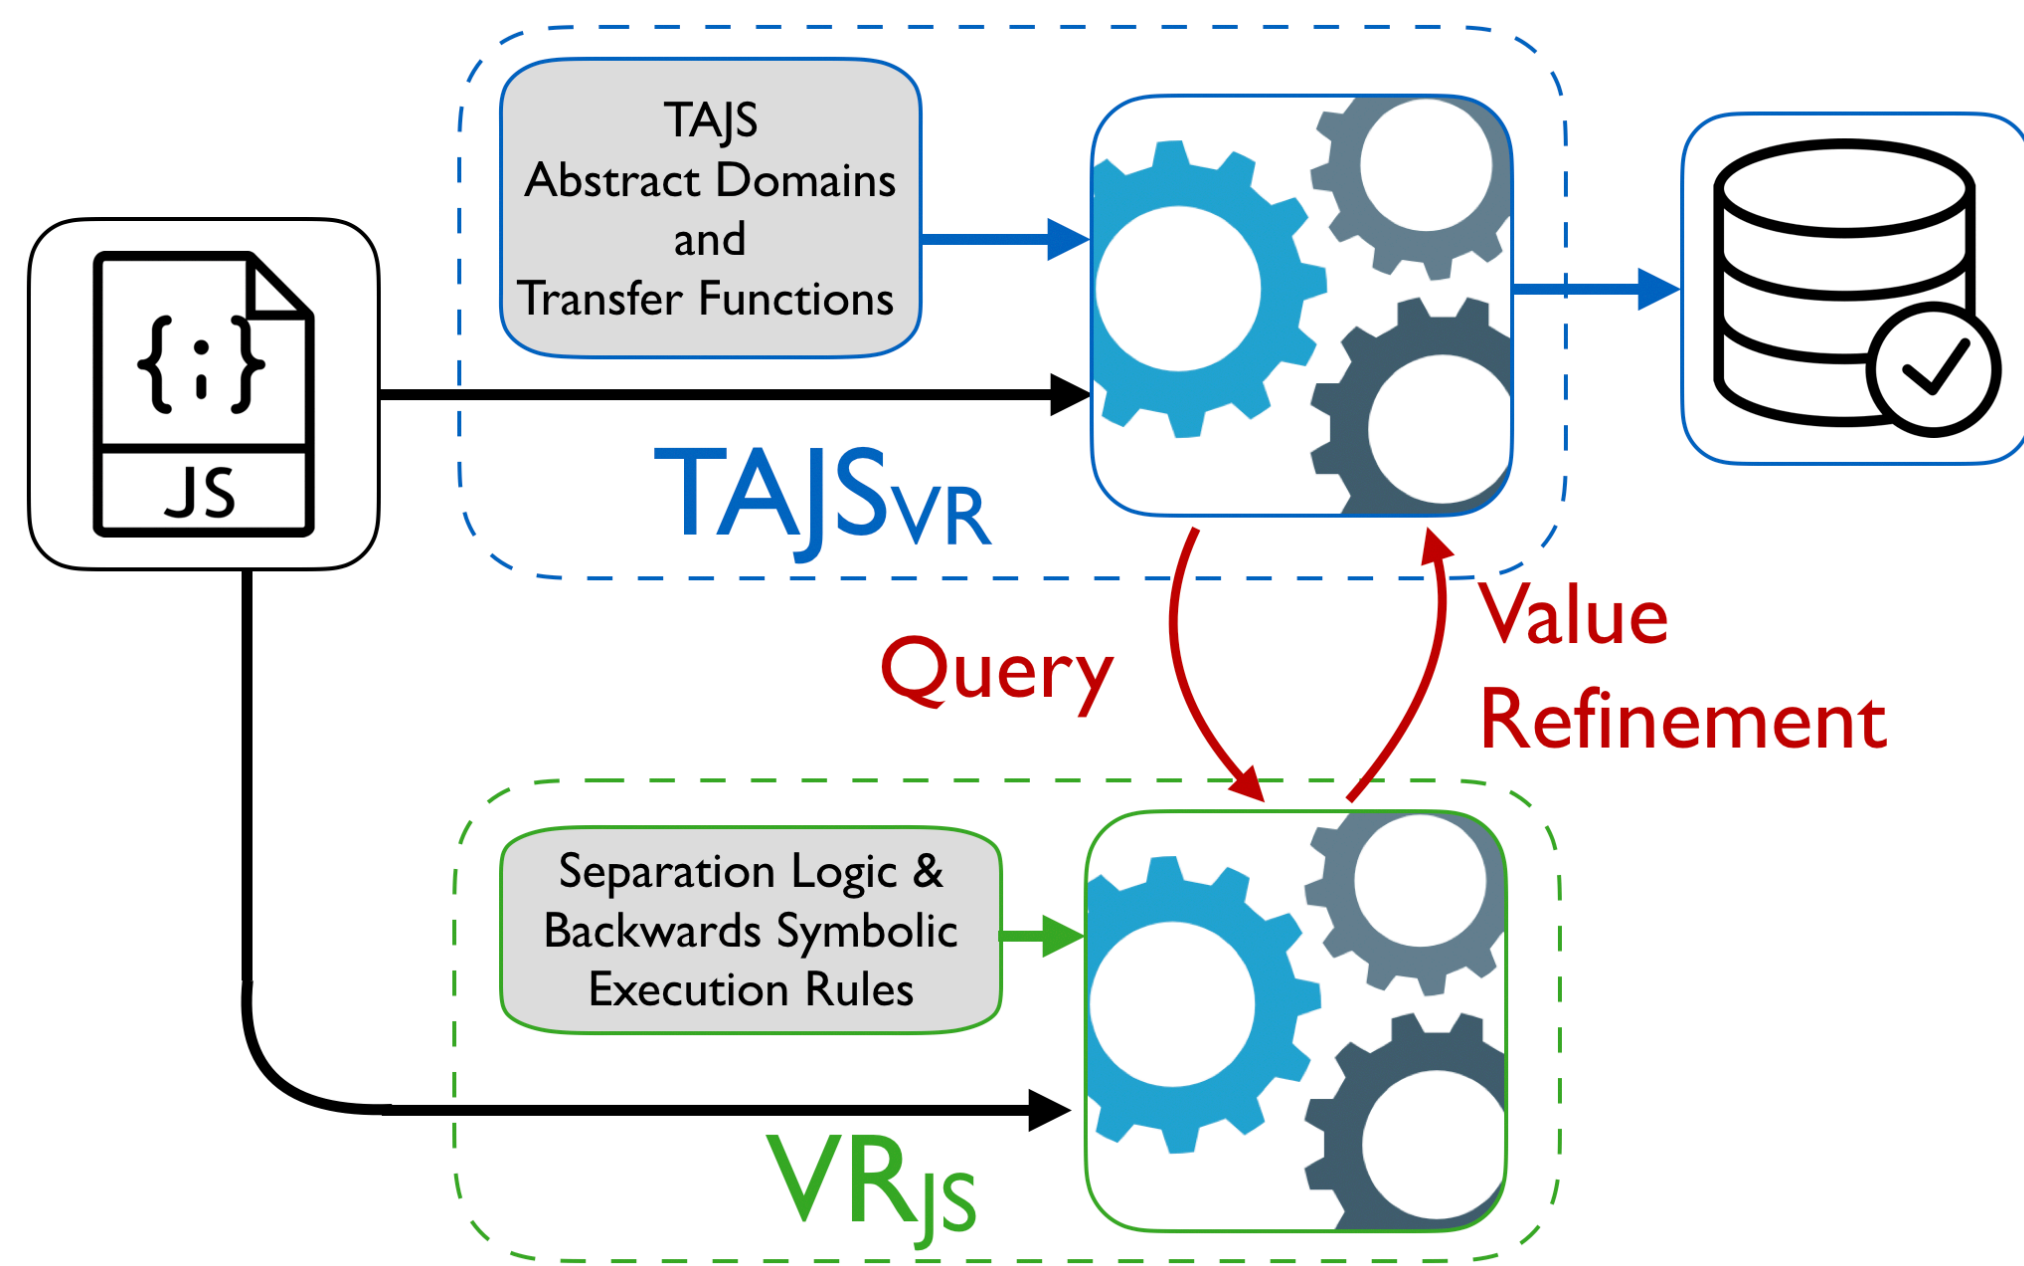 TAJS
Abstract Domains
and
Transfer Functions
{;}
JS
TAJSVR
Query
Value
Refinement
Separation Logic &
Backwards Symbolic
Execution Rules
VRJS